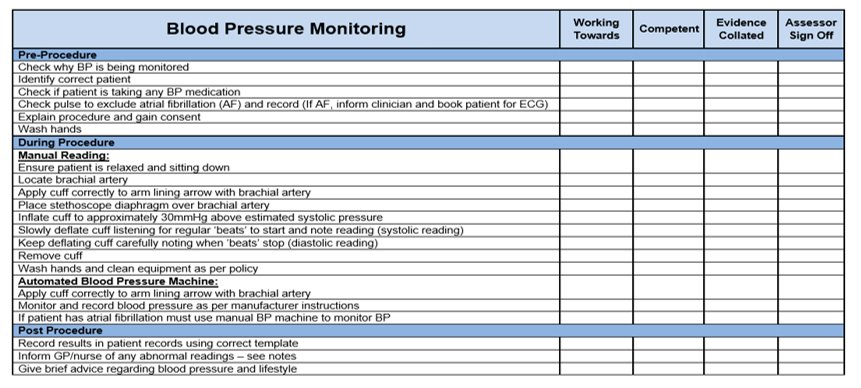 Blood Pressure Monitoring
Working Towards
Competent
Evidence Collated
Assessor Sign Off
Pre-Procedure
Check why BP is being monitored
Identify correct patient
Check if patient is taking any BP medication
Check pulse to exclude atrial fibrillation (AF) and record (If AF, inform clinician and book patient for ECG)
Explain procedure and gain consent
Wash hands
During Procedure
Manual Reading:
Ensure patient is relaxed and sitting down
Locate brachial artery
Apply cuff correctly to arm lining arrow with brachial artery
Place stethoscope diaphragm over brachial artery
Inflate cuff to approximately 30mmHg above estimated systolic pressure
Slowly deflate cuff listening for regular 'beats' to start and note reading (systolic reading)
Keep deflating cuff carefully noting when 'beats' stop (diastolic reading)
Remove cuff
Wash hands and clean equipment as per policy
Automated Blood Pressure Machine:
Apply cuff correctly to arm lining arrow with brachial artery
Monitor and record blood pressure as per manufacturer instructions
If patient has atrial fibrillation must use manual BP machine to monitor BP
Post Procedure
Record results in patient records using correct template
Inform GP/nurse of any abnormal readings – see notes
Give brief advice regarding blood pressure and lifestyle